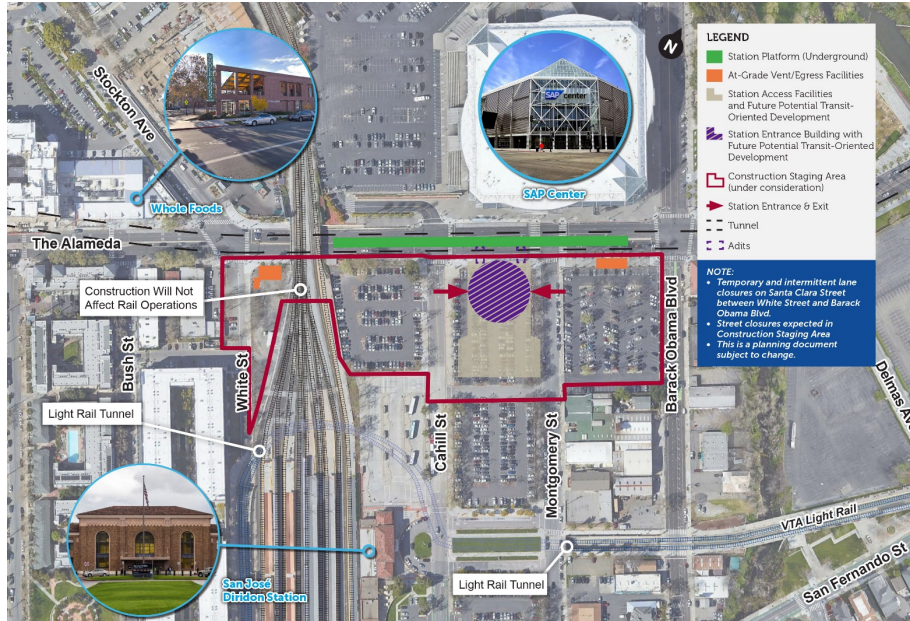 Stockton Ave
Whole Foods
SAP center
SAP Center
N
The Alameda
Construction Will Not
Affect Rail Operations
Bush St
White St
Light Rail Tunnel
Cahill St
Montgomery St
Barack Obama Blvd
Delmas Av
San José
Diridon Station
Light Rail Tunnel
VTA Light Rail
San Fernando St
LEGEND
Station Platform (Underground)
At-Grade Vent/Egress Facilities
Station Access Facilities
and Future Potential Transit-
Oriented Development
Station Entrance Building with
Future Potential Transit-Oriented
Development
Construction Staging Area
(under consideration)
Station Entrance & Exit
Tunnel
Adits
NOTE:
• Temporary and intermittent lane
closures on Santa Clara Street
between White Street and Barack
Obama Blvd.
• Street closures expected in
Construction Staging Area
• This is a planning document
subject to change.